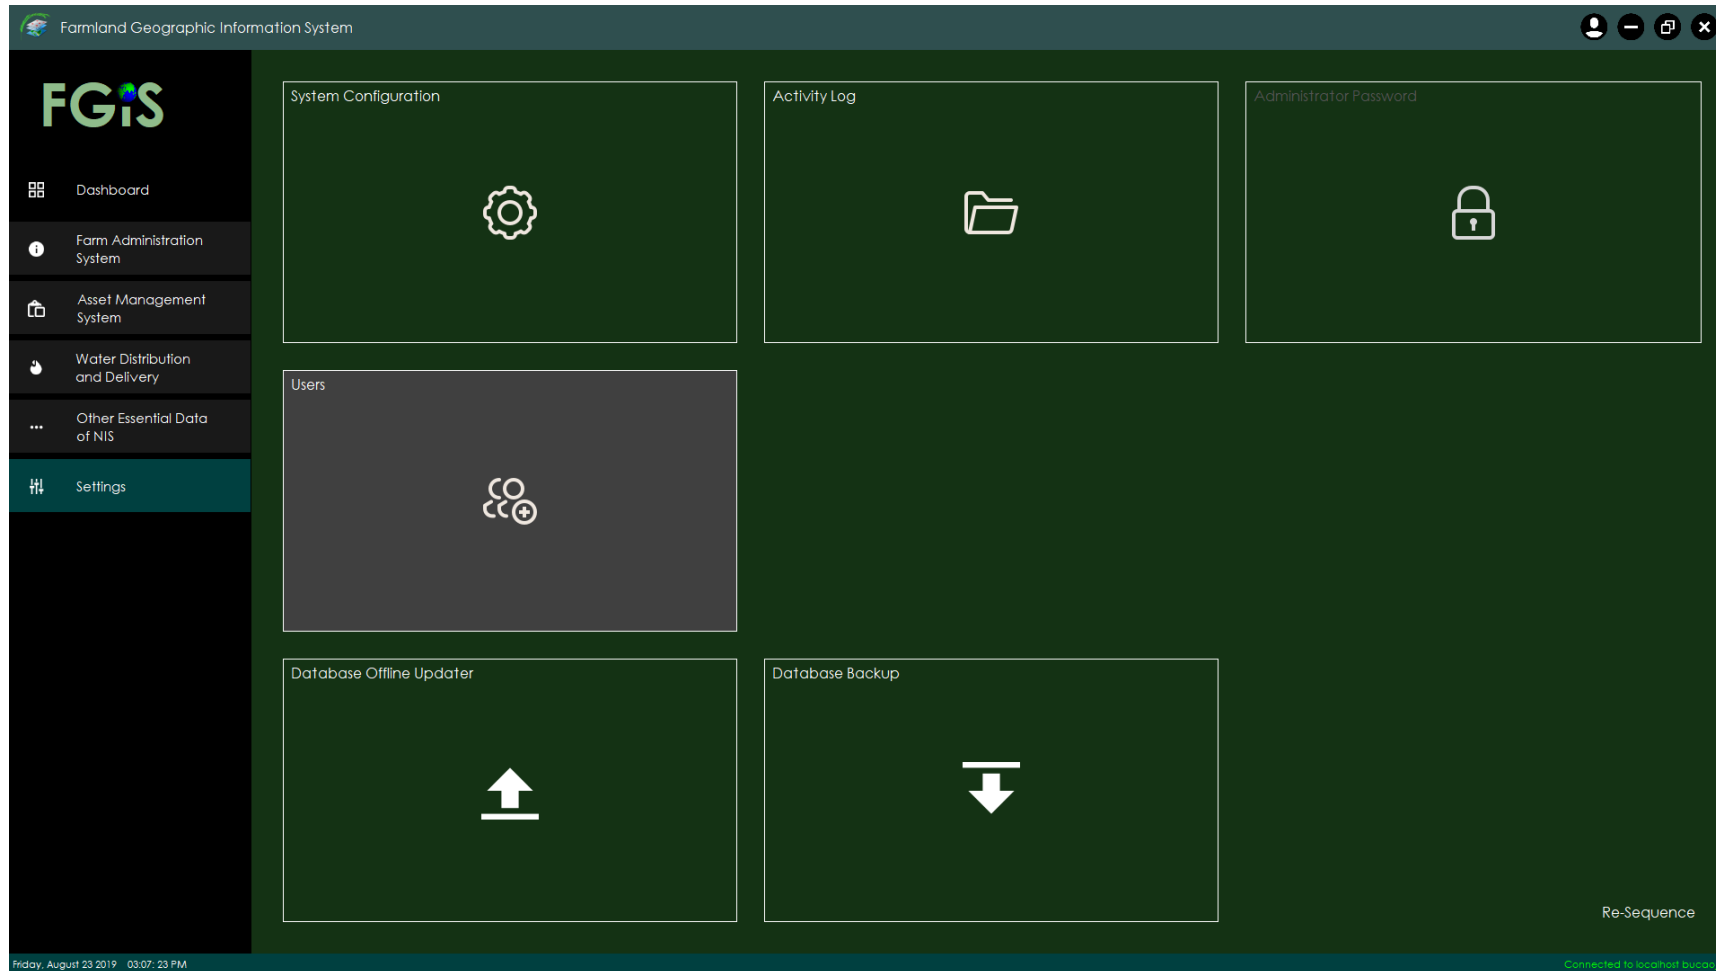 Farmland Geographic Information System
FGiS
Dashboard
Farm Administration
System
Asset Management
System
Water Distribution
and Delivery
Other Essential Data
of NIS
Settings
System Configuration
Activity Log
Administrator Password
Users
Database Offline Updater
Database Backup
Re-Sequence
Friday, August 23 2019 03:07: 23 PM
Connected to localhost bucao